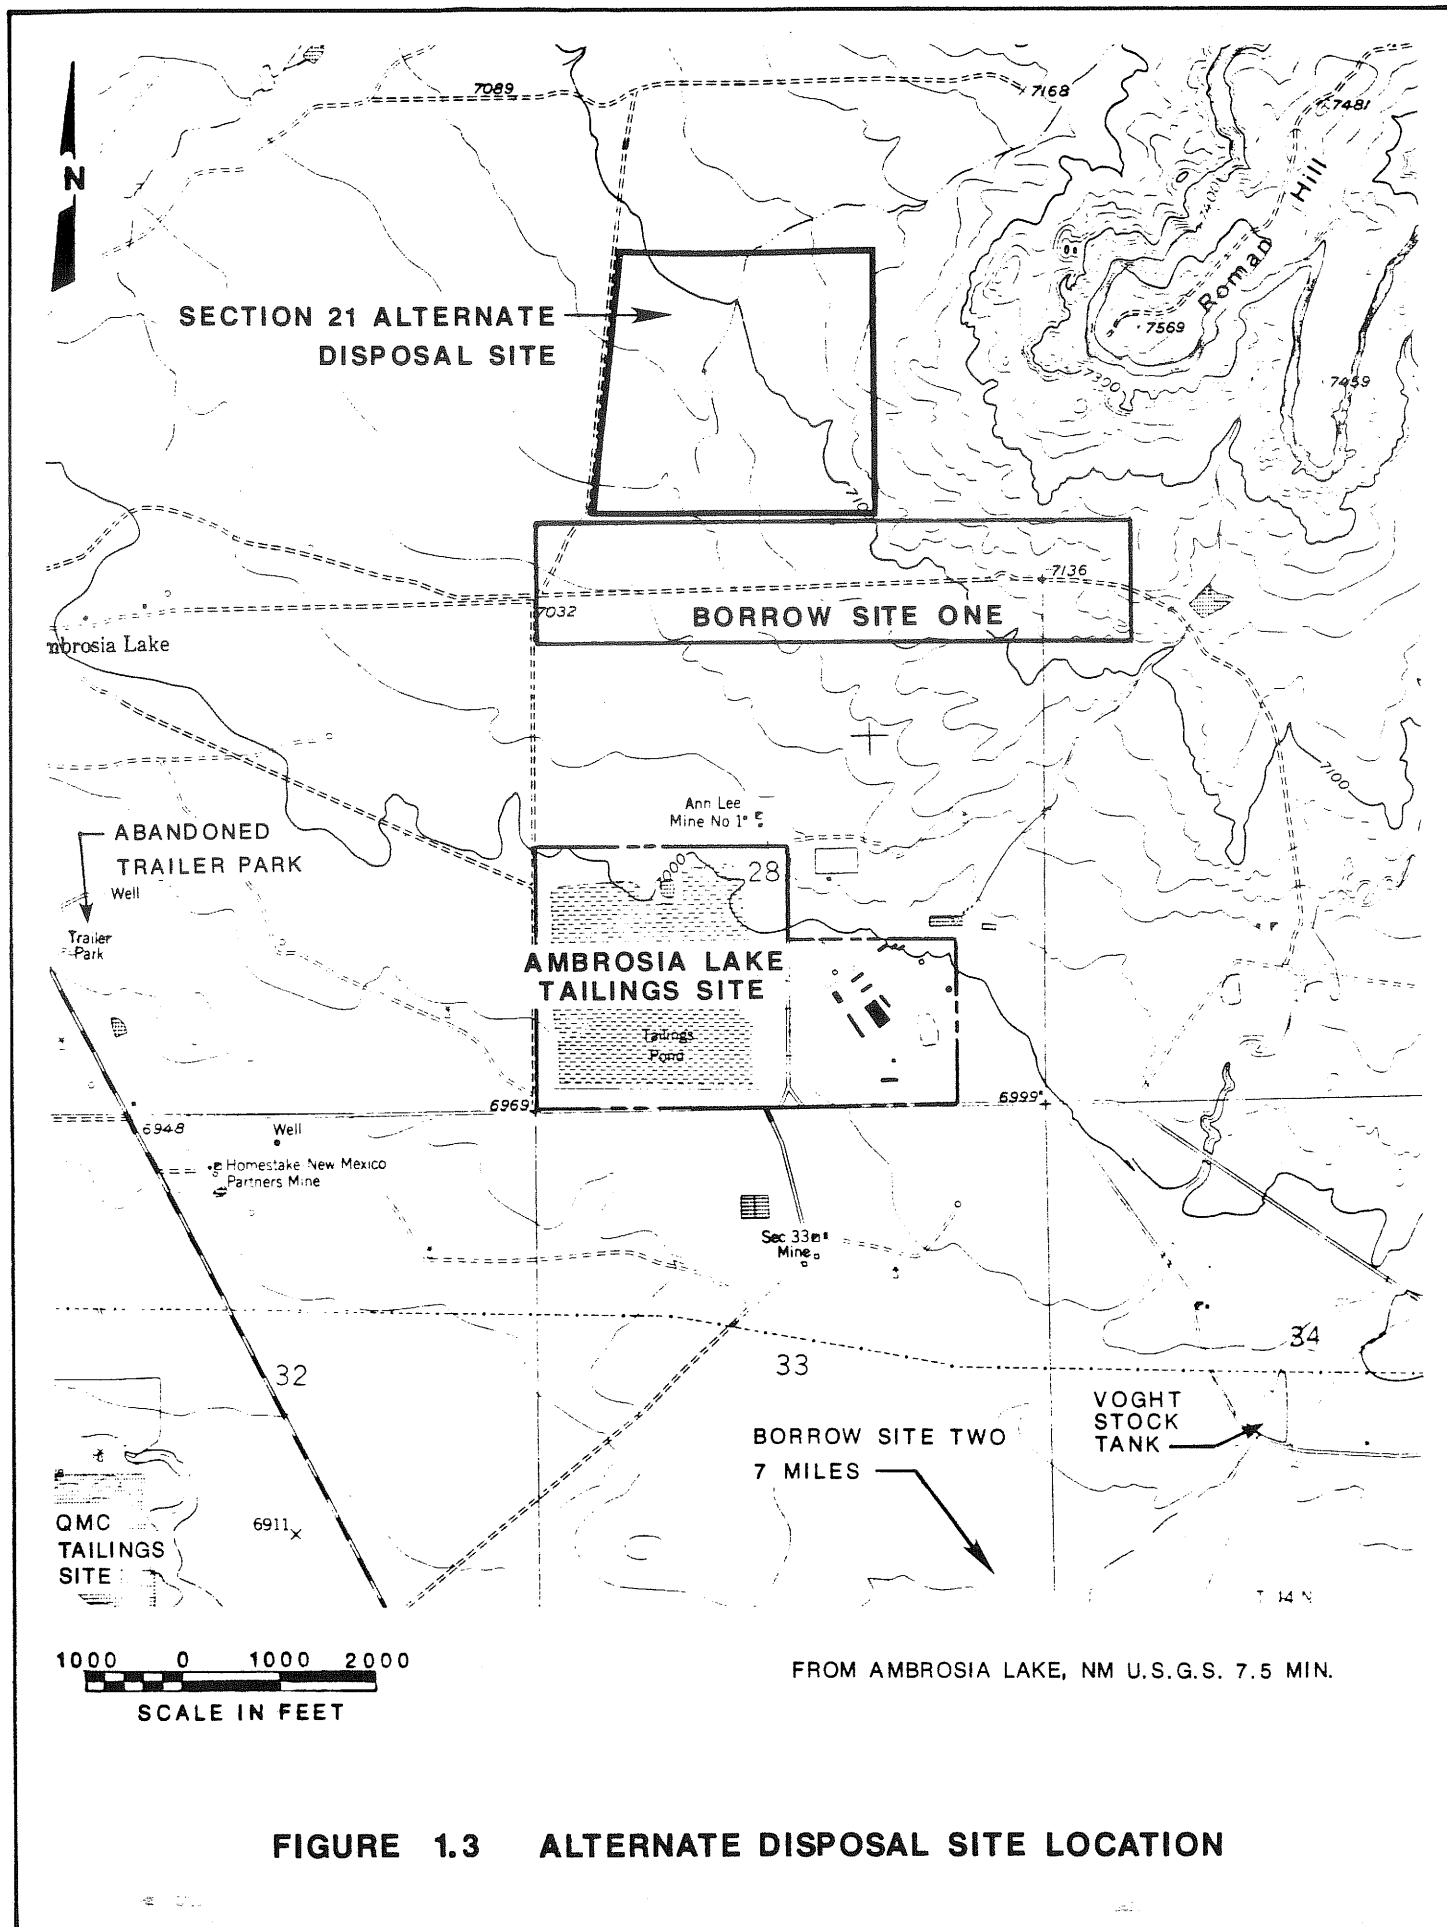 7089
7168
7481
N
Roman Hill
7400
7569
7300
7459
SECTION 21 ALTERNATE
DISPOSAL SITE
710
7136
7032
BORROW SITE ONE
mbrosia Lake
7100
Ann Lee
Mine No 1
ABANDONED
TRAILER PARK
Well
Trailer
Park
7000
28
AMBROSIA LAKE
TAILINGS SITE
Tailings
Pond
6969
6999
6948
Well
Homestake New Mexico
Partners Mine
Sec 33
Mine
32
33
34
VOGHT
STOCK
TANK
BORROW SITE TWO
7 MILES
QMC
TAILINGS
SITE
6911
T 14 N
1000 0 1000 2000
SCALE IN FEET
FROM AMBROSIA LAKE, NM U.S.G.S. 7.5 MIN.
FIGURE 1.3 ALTERNATE DISPOSAL SITE LOCATION